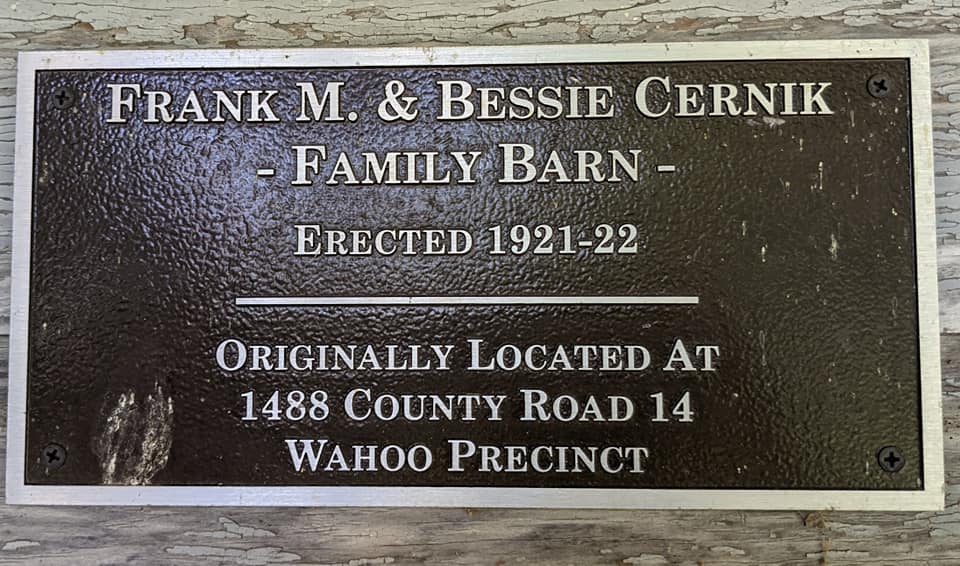 Frank M. & Bessie Cernik
- Family Barn -
Erected 1921-22
Originally Located At
1488 County Road 14
Wahoo Precinct